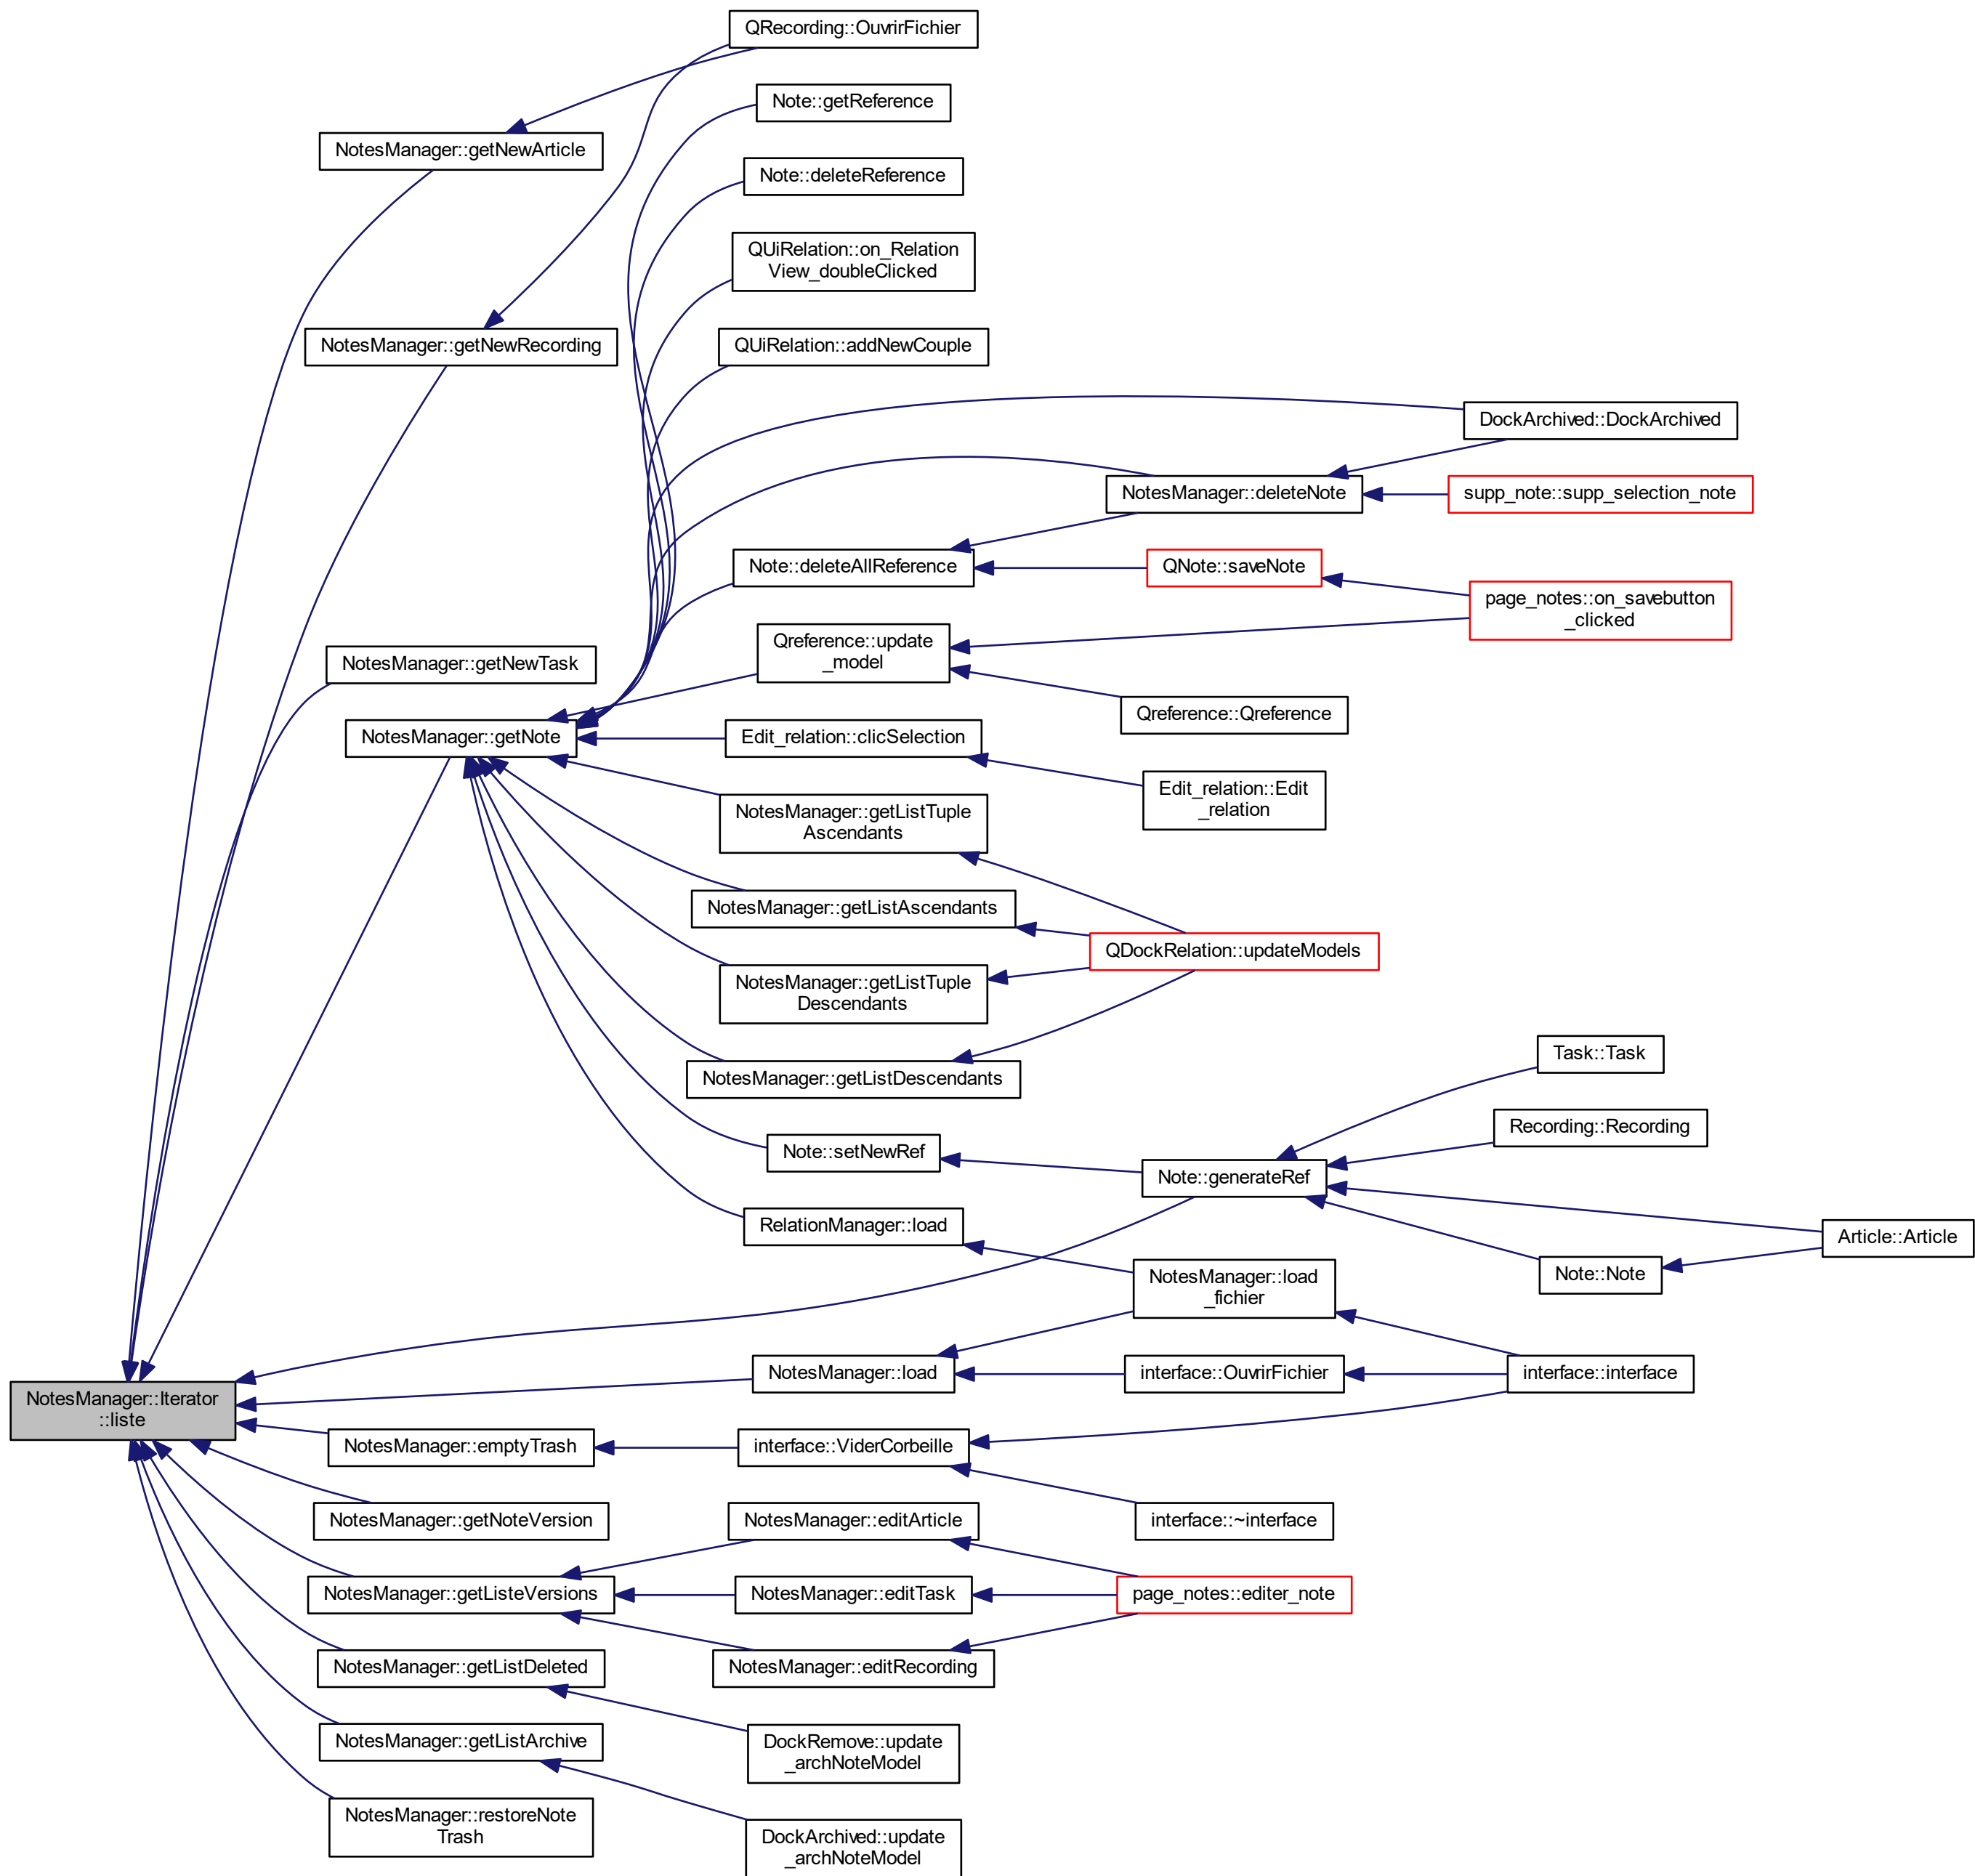 QRecording::OuvrirFichier
Note::getReference
NotesManager::getNewArticle
Note::deleteReference
QUiRelation::on_Relation
View_doubleClicked
NotesManager::getNewRecording
QUiRelation::addNewCouple
DockArchived::DockArchived
NotesManager::deleteNote
supp_note::supp_selection_note
Note::deleteAllReference
QNote::saveNote
page_notes::on_savebutton
_clicked
NotesManager::getNewTask
Qreference::update
_model
Qreference::Qreference
NotesManager::getNote
Edit_relation::clicSelection
Edit_relation::Edit
_relation
NotesManager::getListTuple
Ascendants
NotesManager::getListAscendants
QDockRelation::updateModels
NotesManager::getListTuple
Descendants
NotesManager::getListDescendants
Task::Task
Recording::Recording
Note::setNewRef
Note::generateRef
RelationManager::load
Article::Article
Note::Note
NotesManager::load
_fichier
NotesManager::Iterator
::liste
NotesManager::load
interface::OuvrirFichier
interface::interface
NotesManager::emptyTrash
interface::ViderCorbeille
NotesManager::getNoteVersion
NotesManager::editArticle
interface::~interface
NotesManager::getListeVersions
NotesManager::editTask
page_notes::editer_note
NotesManager::getListDeleted
NotesManager::editRecording
NotesManager::getListArchive
DockRemove::update
_archNoteModel
NotesManager::restoreNote
Trash
DockArchived::update
_archNoteModel